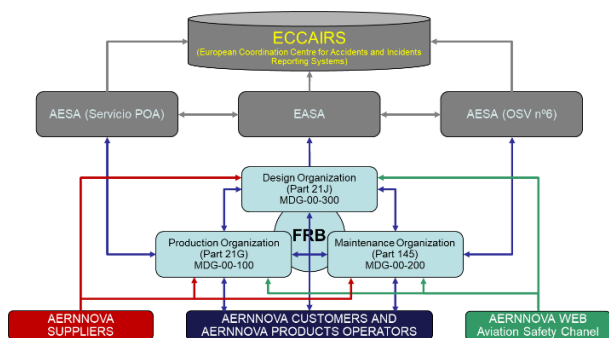 ECCAIRS
(European Coordination Centre for Accidents and Incidents
Reporting Systems)
AESA (Servicio POA)
EASA
AESA (OSV nº6)
Design Organization
(Part 21J)
MDG-00-300
FRB
Production Organization
(Part 21G)
MDG-00-100
Maintenance Organization
(Part 145)
MDG-00-200
AERNNOVA
SUPPLIERS
AERNNOVA CUSTOMERS AND
AERNNOVA PRODUCTS OPERATORS
AERNNOVA WEB
Aviation Safety Chanel